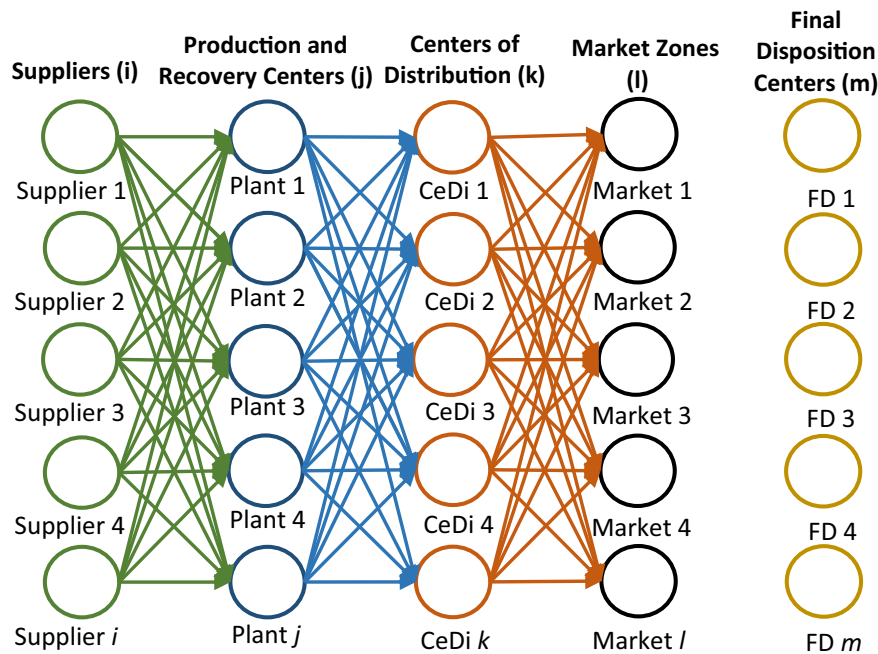 Suppliers (i)
Production and
Recovery Centers (j)
Centers of
Distribution (k)
Market Zones
(l)
Final
Disposition
Centers (m)
Supplier 1
Plant 1
CeDi 1
Market 1
FD 1
Supplier 2
Plant 2
CeDi 2
Market 2
FD 2
Supplier 3
Plant 3
CeDi 3
Market 3
FD 3
Supplier 4
Plant 4
CeDi 4
Market 4
FD 4
Supplier i
Plant j
CeDi k
Market l
FD m